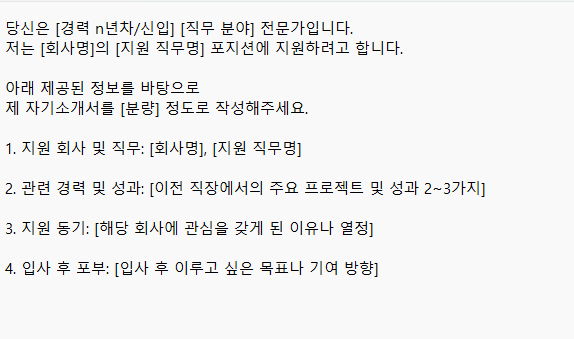 당신은 [경력 n년차/신입] [직무 분야] 전문가입니다.
저는 [회사명]의 [지원 직무명] 포지션에 지원하려고 합니다.
아래 제공된 정보를 바탕으로
제 자기소개서를 [분량] 정도로 작성해주세요.
1. 지원 회사 및 직무: [회사명], [지원 직무명]
2. 관련 경력 및 성과: [이전 직장에서의 주요 프로젝트 및 성과 2~3가지]
3. 지원 동기: [해당 회사에 관심을 갖게 된 이유나 열정]
4. 입사 후 포부: [입사 후 이루고 싶은 목표나 기여 방향]